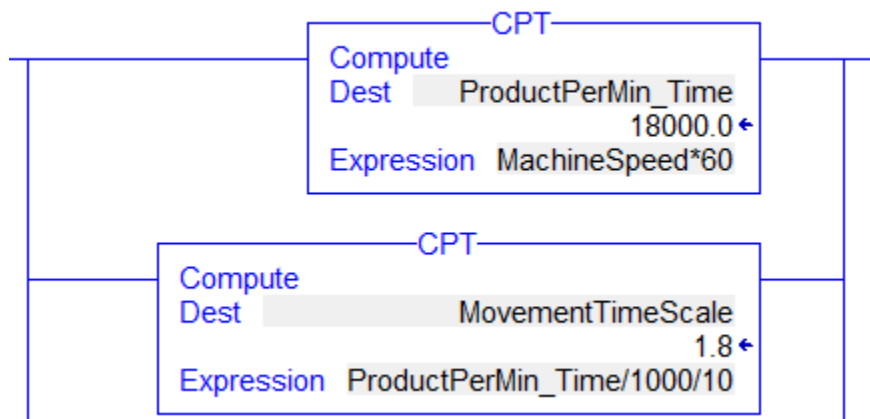 CPT
Compute
Dest ProductPerMin_Time
18000.0
Expression MachineSpeed*60
CPT
Compute
Dest MovementTimeScale
1.8
Expression ProductPerMin_Time/1000/10